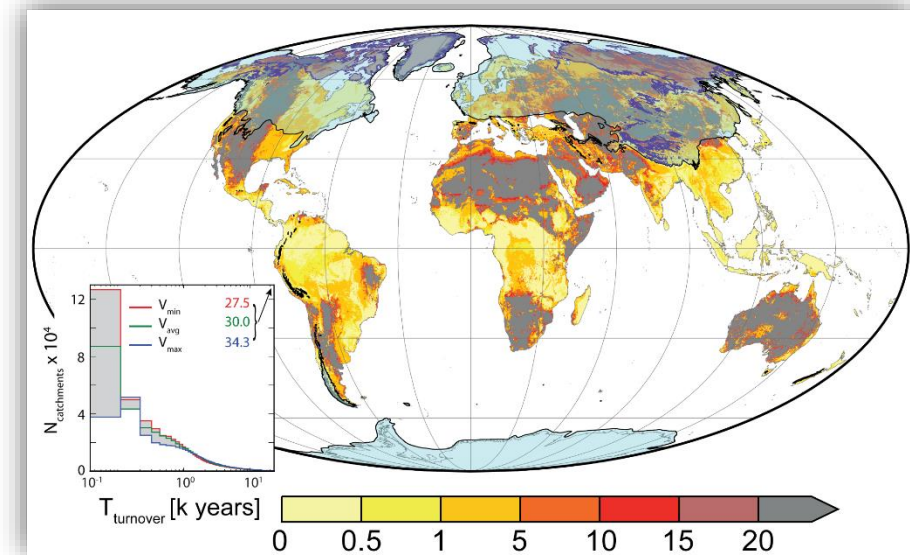 12
8
4
0
N_catchments x 10^4
V_min 27.5
V_avg 30.0
V_max 34.3
10^-1 10^0 10^1
T_turnover [k years]
0 0.5 1 5 10 15 20